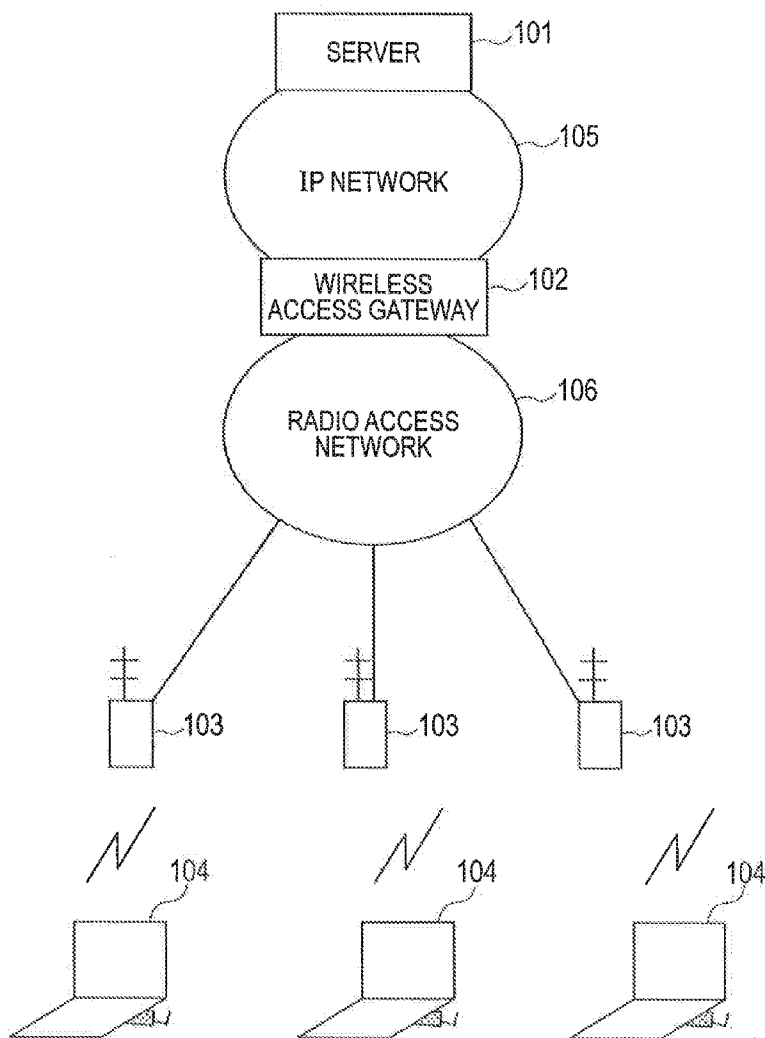 SERVER
101
IP NETWORK
105
WIRELESS
ACCESS GATEWAY
102
RADIO ACCESS
NETWORK
106
103
103
103
104
104
104